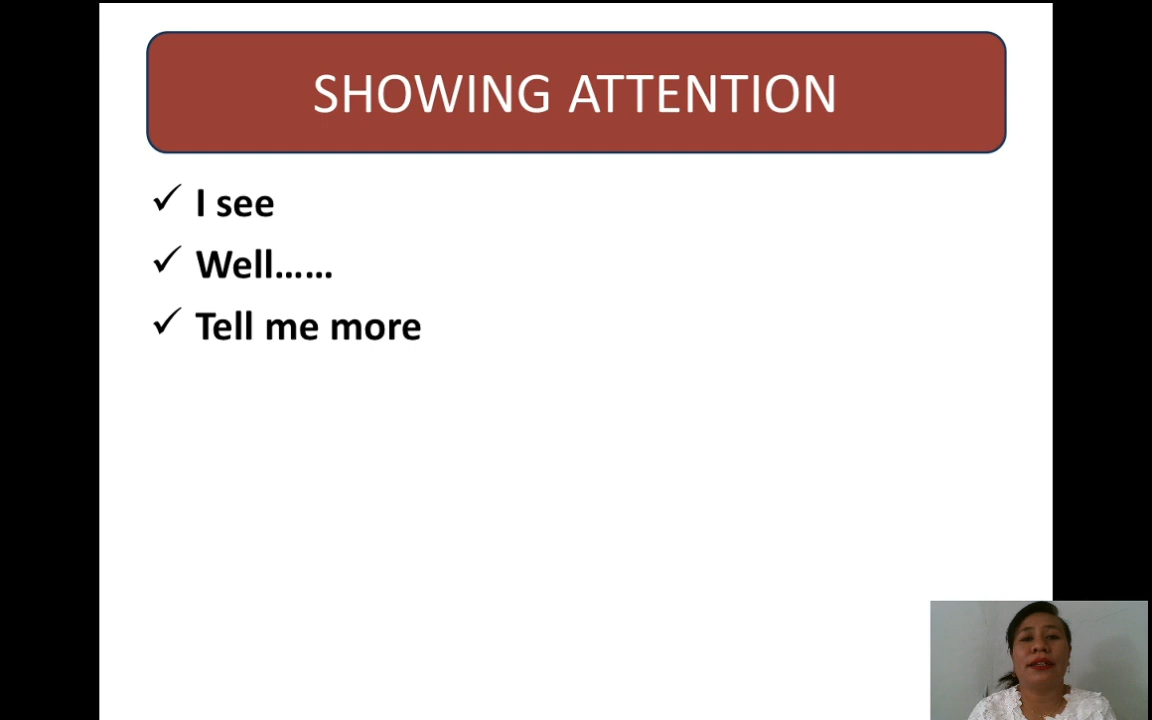 SHOWING ATTENTION
✓ I see
✓ Well……
✓ Tell me more